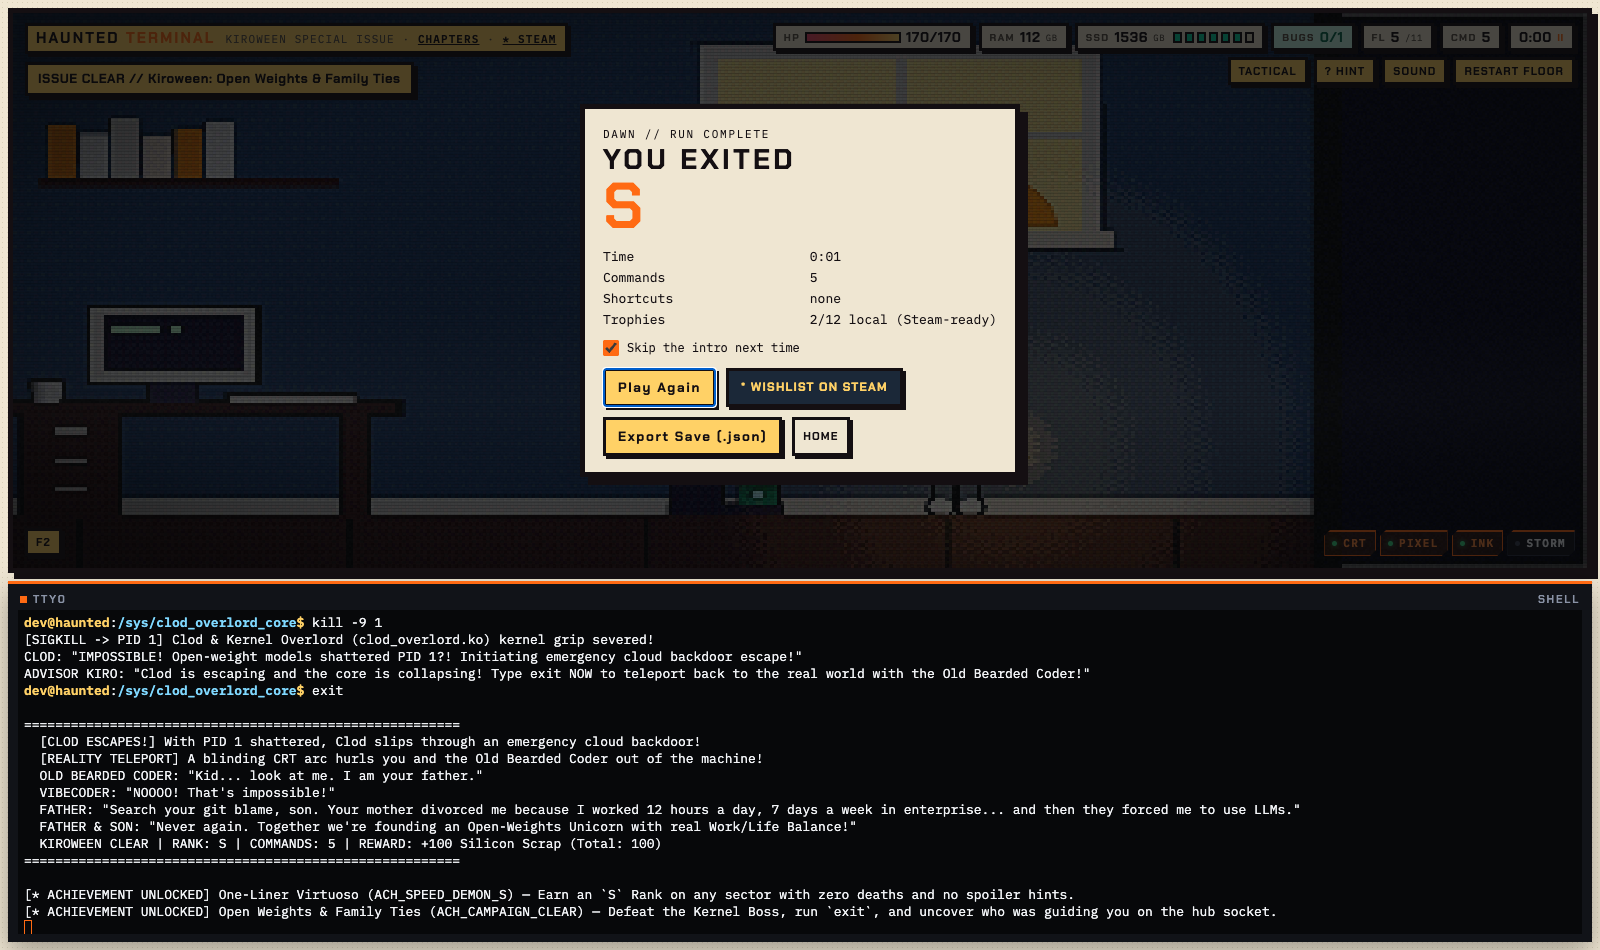 HAUNTED TERMINAL KIROWEEN SPECIAL ISSUE · CHAPTERS · ★ STEAM
HP 170/170 RAM 112 GB SSD 1536 GB BUGS 0/1 FL 5 /11 CMD 5 0:00 II
ISSUE CLEAR // Kiroween: Open Weights & Family Ties
TACTICAL ? HINT SOUND RESTART FLOOR
DAWN // RUN COMPLETE
YOU EXITED
S
Time 0:01
Commands 5
Shortcuts none
Trophies 2/12 local (Steam-ready)
Skip the intro next time
Play Again * WISHLIST ON STEAM
Export Save (.json) HOME
F2
CRT PIXEL INK STORM
TTY0 SHELL
dev@haunted:/sys/clod_overlord_core$ kill -9 1
[SIGKILL -> PID 1] Clod & Kernel Overlord (clod_overlord.ko) kernel grip severed!
CLOD: "IMPOSSIBLE! Open-weight models shattered PID 1?! Initiating emergency cloud backdoor escape!"
ADVISOR KIRO: "Clod is escaping and the core is collapsing! Type exit NOW to teleport back to the real world with the Old Bearded Coder!"
dev@haunted:/sys/clod_overlord_core$ exit
========================================================
[CLOD ESCAPES!] With PID 1 shattered, Clod slips through an emergency cloud backdoor!
[REALITY TELEPORT] A blinding CRT arc hurls you and the Old Bearded Coder out of the machine!
OLD BEARDED CODER: "Kid... look at me. I am your father."
VIBECODER: "NOOOO! That's impossible!"
FATHER: "Search your git blame, son. Your mother divorced me because I worked 12 hours a day, 7 days a week in enterprise... and then they forced me to use LLMs."
FATHER & SON: "Never again. Together we're founding an Open-Weights Unicorn with real Work/Life Balance!"
KIROWEEN CLEAR | RANK: S | COMMANDS: 5 | REWARD: +100 Silicon Scrap (Total: 100)
========================================================
[★ ACHIEVEMENT UNLOCKED] One-Liner Virtuoso (ACH_SPEED_DEMON_S) — Earn an `S` Rank on any sector with zero deaths and no spoiler hints.
[★ ACHIEVEMENT UNLOCKED] Open Weights & Family Ties (ACH_CAMPAIGN_CLEAR) — Defeat the Kernel Boss, run `exit`, and uncover who was guiding you on the hub socket.